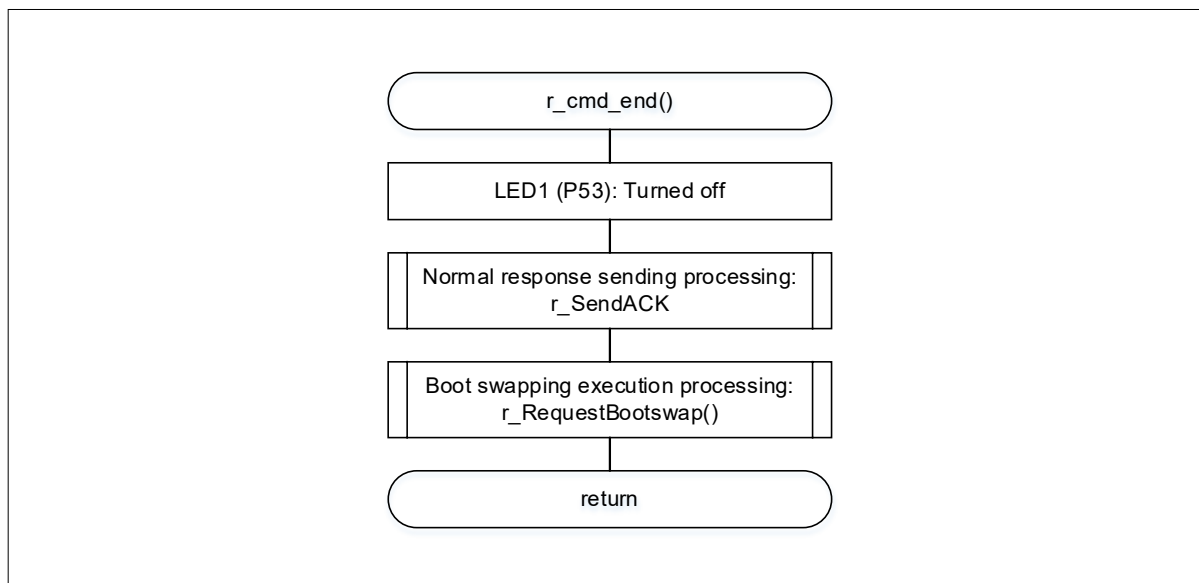 r_cmd_end()
LED1 (P53): Turned off
Normal response sending processing:
r_SendACK
Boot swapping execution processing:
r_RequestBootswap()
return